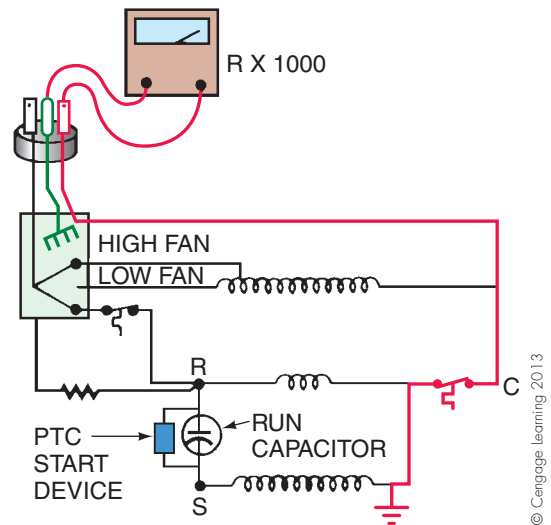 R X 1000
HIGH FAN
LOW FAN
R
C
RUN
CAPACITOR
PTC
START
DEVICE
S
© Cengage Learning 2013